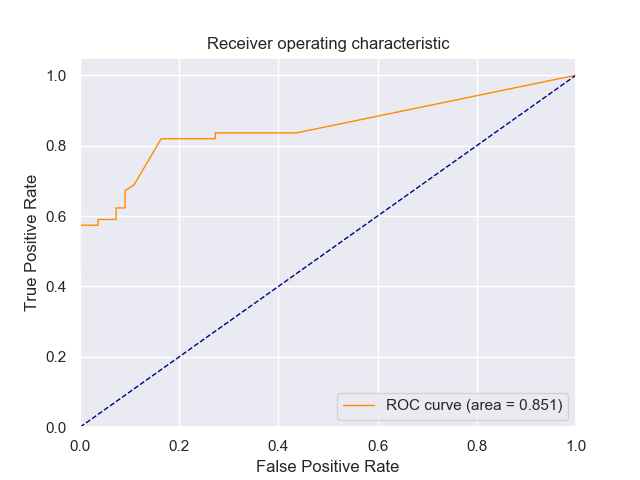 Receiver operating characteristic
True Positive Rate
1.0
0.8
0.6
0.4
0.2
0.0
ROC curve (area = 0.851)
0.0 0.2 0.4 0.6 0.8 1.0
False Positive Rate